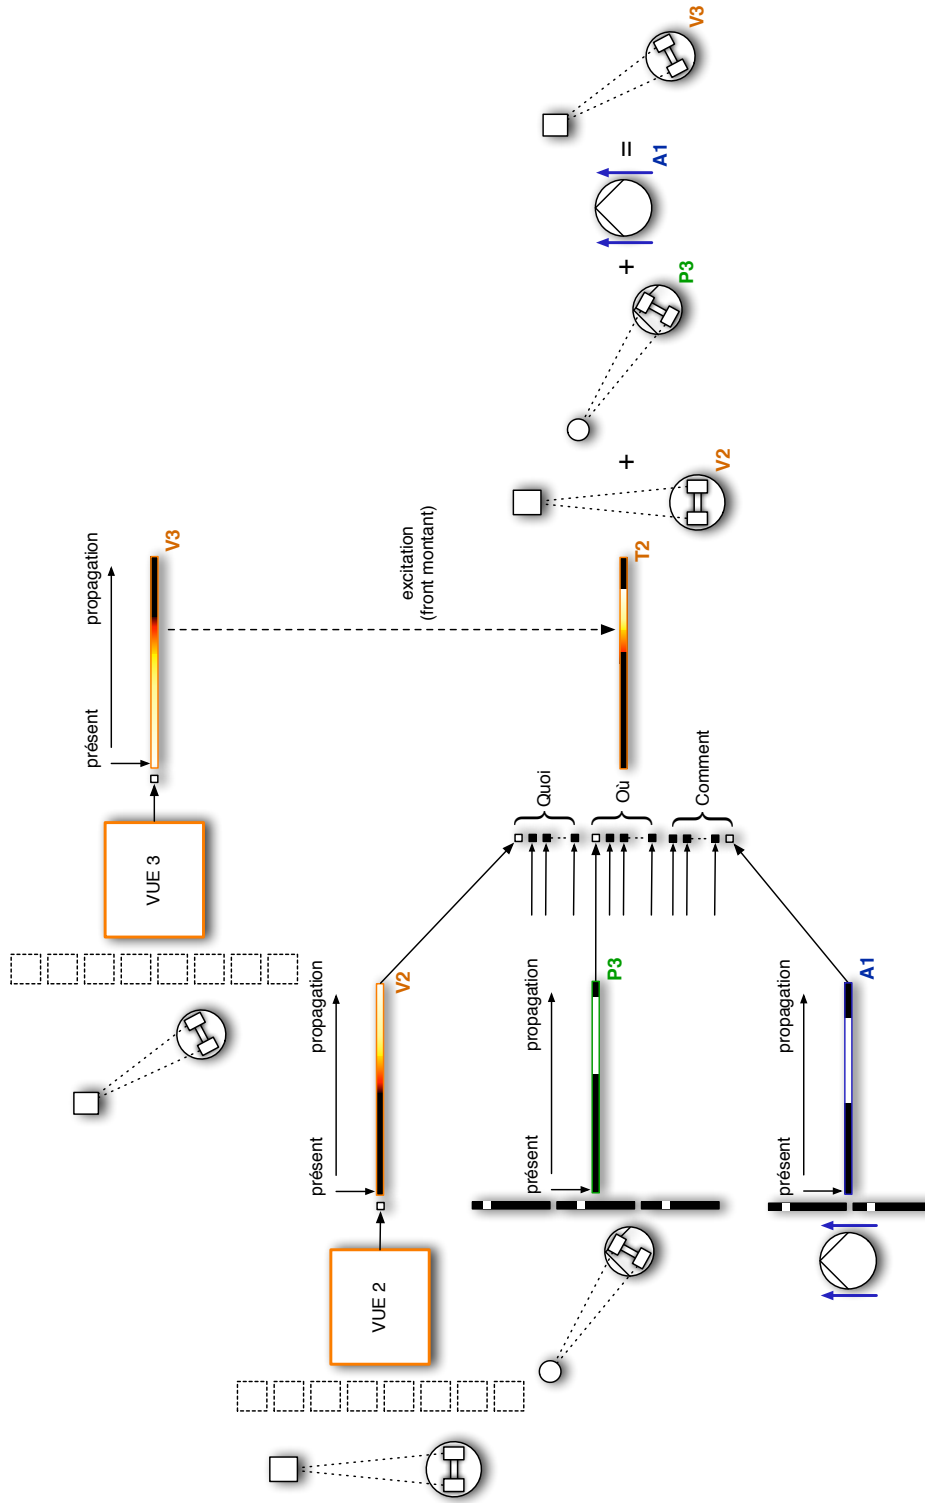 VUE 3
présent
propagation
V3
excitation
(front montant)
VUE 2
présent
propagation
V2
présent
propagation
P3
présent
propagation
A1
Quoi
Où
Comment
T2
V2
+
P3
+
A1
=
V3